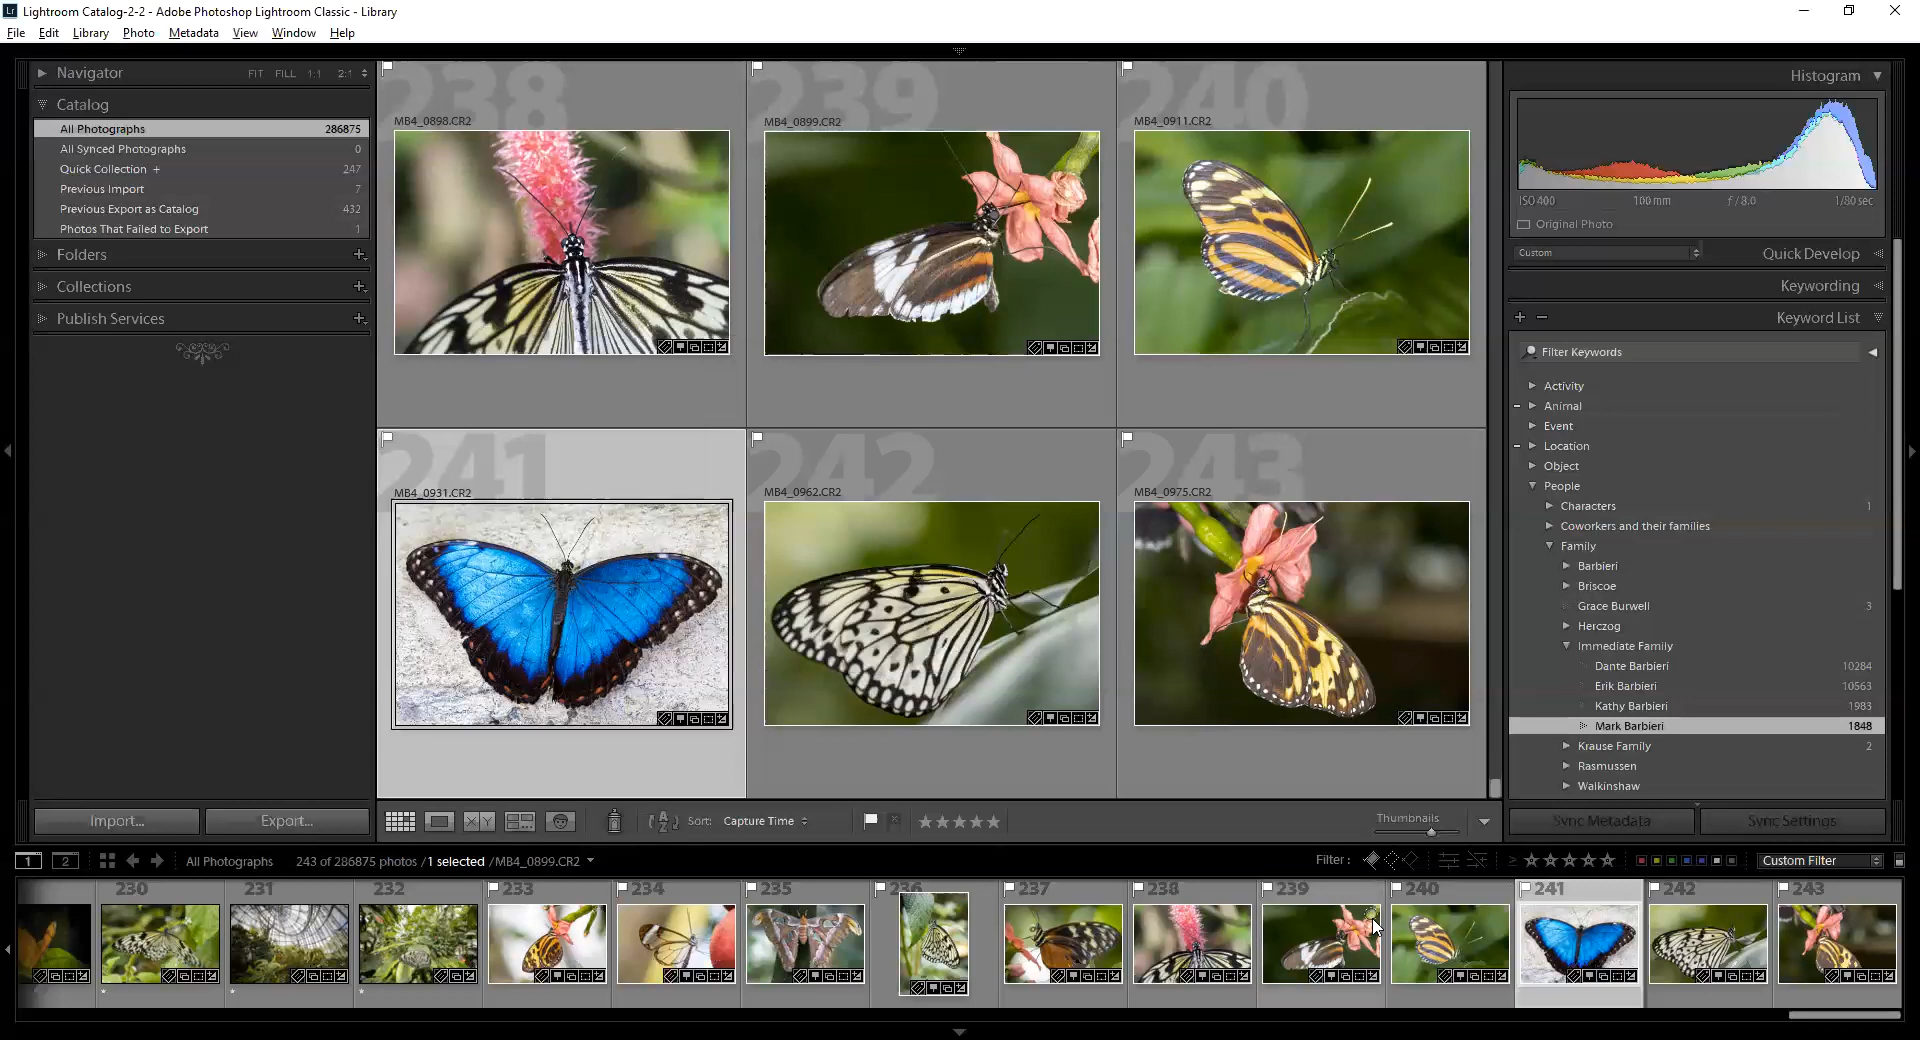 Lightroom Catalog-2-2 - Adobe Photoshop Lightroom Classic - Library
File Edit Library Photo Metadata View Window Help
Navigator FIT FILL 1:1 2:1
Catalog
All Photographs 286875
All Synced Photographs 0
Quick Collection + 247
Previous Import 7
Previous Export as Catalog 432
Photos That Failed to Export 1
Folders
Collections
Publish Services
Import... Export...
238 239 240
MB4_0898.CR2 MB4_0899.CR2 MB4_0911.CR2
241 242 243
MB4_0931.CR2 MB4_0962.CR2 MB4_0975.CR2
Sort: Capture Time
Thumbnails
Histogram
ISO 400 100 mm f / 8.0 1/80 sec
Original Photo
Custom Quick Develop
Keywording
Keyword List
Filter Keywords
Activity
Animal
Event
Location
Object
People
Characters 1
Coworkers and their families
Family
Barbieri
Briscoe
Grace Burwell 3
Herczog
Immediate Family
Dante Barbieri 10284
Erik Barbieri 10563
Kathy Barbieri 1983
Mark Barbieri 1848
Krause Family 2
Rasmussen
Walkinshaw
Sync Metadata Sync Settings
1 2 All Photographs 243 of 286875 photos / 1 selected / MB4_0899.CR2 Filter : Custom Filter
230 231 232 233 234 235 236 237 238 239 240 241 242 243